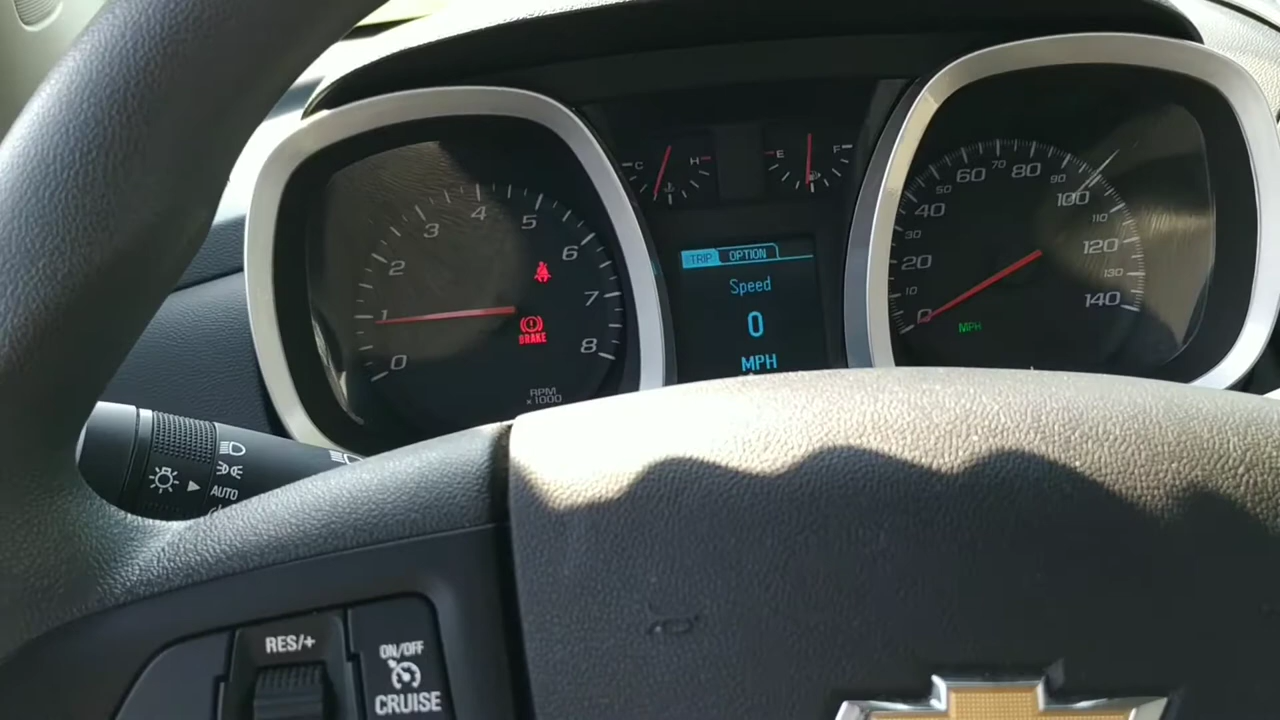 C H
E F
0 1 2 3 4 5 6 7 8
BRAKE
RPM
x1000
TRIP OPTION
Speed
0
MPH
0 10 20 30 40 50 60 70 80 90 100 110 120 130 140
MPH
AUTO
RES/+
ON/OFF
CRUISE